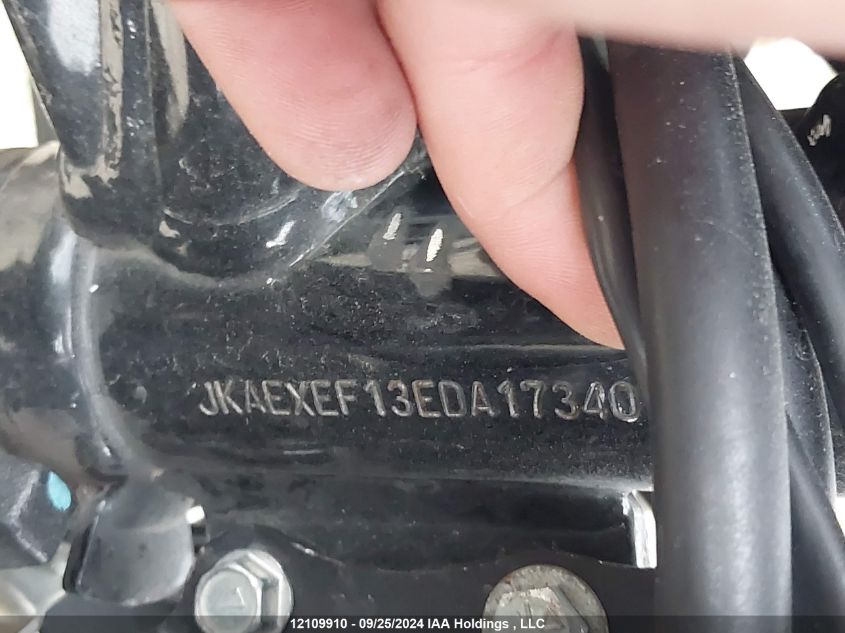 JKAEXEF13EDA17340
12109910 - 09/25/2024 IAA Holdings , LLC